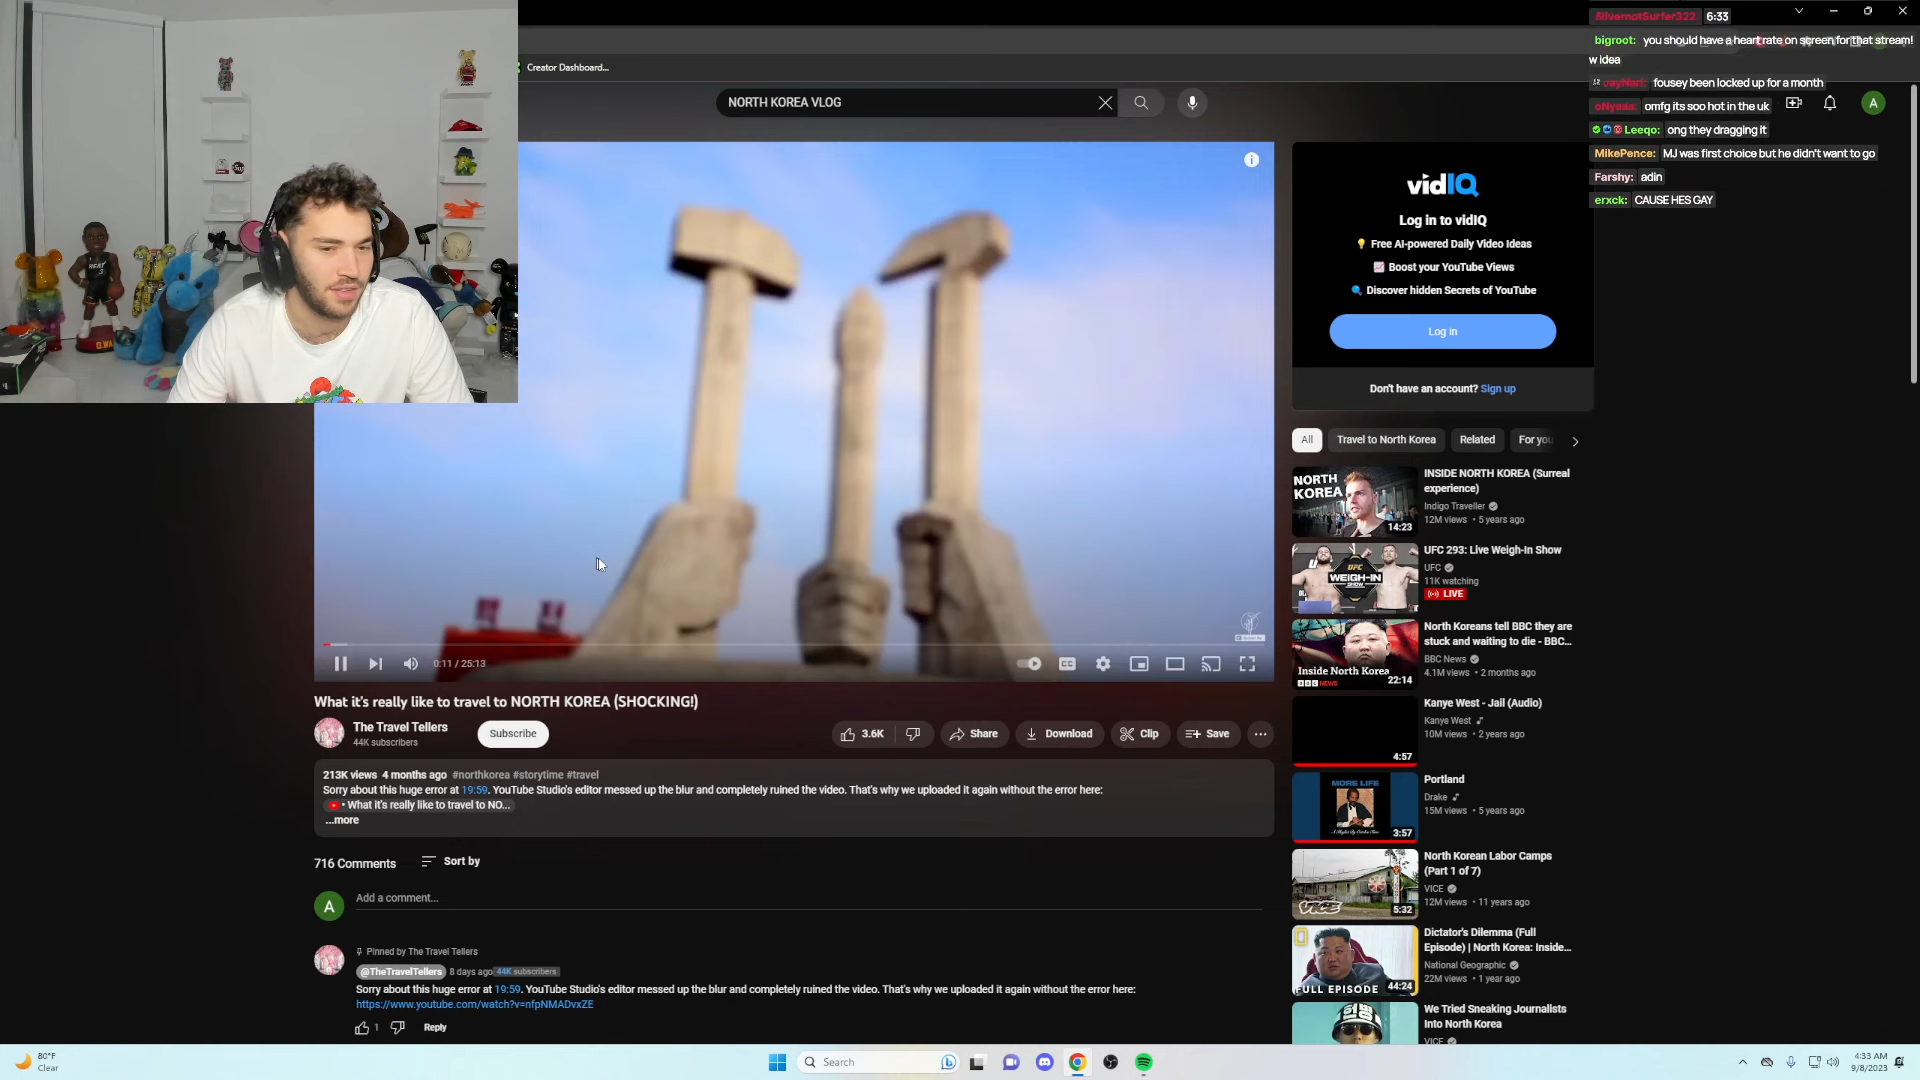 6:33
bigroot: you should have a heart rate on screen for that stream!
w idea
fousey been locked up for a month
omfg its soo hot in the uk
Leeqo: ong they dragging it
MikePence: MJ was first choice but he didn't want to go
Farshy: adin
erxck: CAUSE HES GAY
Creator Dashboard...
NORTH KOREA VLOG
A
HEAT
3
D.WA
vidIQ
Log in to vidIQ
Free AI-powered Daily Video Ideas
Boost your YouTube Views
Discover hidden Secrets of YouTube
Log in
Don't have an account? Sign up
All
Travel to North Korea
Related
For you
0:11 / 25:13
CC
What it's really like to travel to NORTH KOREA (SHOCKING!)
The Travel Tellers
44K subscribers
Subscribe
3.6K
Share
Download
Clip
Save
213K views 4 months ago #northkorea #storytime #travel
Sorry about this huge error at 19:59. YouTube Studio's editor messed up the blur and completely ruined the video. That's why we uploaded it again without the error here:
• What it's really like to travel to NO...
...more
716 Comments
Sort by
A
Add a comment...
Pinned by The Travel Tellers
@TheTravelTellers 8 days ago 44K subscribers
Sorry about this huge error at 19:59. YouTube Studio's editor messed up the blur and completely ruined the video. That's why we uploaded it again without the error here:
https://www.youtube.com/watch?v=nfpNMADvxZE
1
Reply
NORTH
KOREA
14:23
INSIDE NORTH KOREA (Surreal
experience)
Indigo Traveller
12M views • 5 years ago
UFC
WEIGH-IN
SHOW
UFC 293: Live Weigh-In Show
UFC
11K watching
LIVE
Inside North Korea
BBC NEWS
22:14
North Koreans tell BBC they are
stuck and waiting to die - BBC...
BBC News
4.1M views • 2 months ago
4:57
Kanye West - Jail (Audio)
Kanye West
10M views • 2 years ago
MORE LIFE
3:57
Portland
Drake
15M views • 5 years ago
VICE
5:32
North Korean Labor Camps
(Part 1 of 7)
VICE
12M views • 11 years ago
FULL EPISODE
44:24
Dictator's Dilemma (Full
Episode) | North Korea: Inside...
National Geographic
22M views • 1 year ago
We Tried Sneaking Journalists
Into North Korea
VICE
80°F
Clear
Search
4:33 AM
9/8/2023